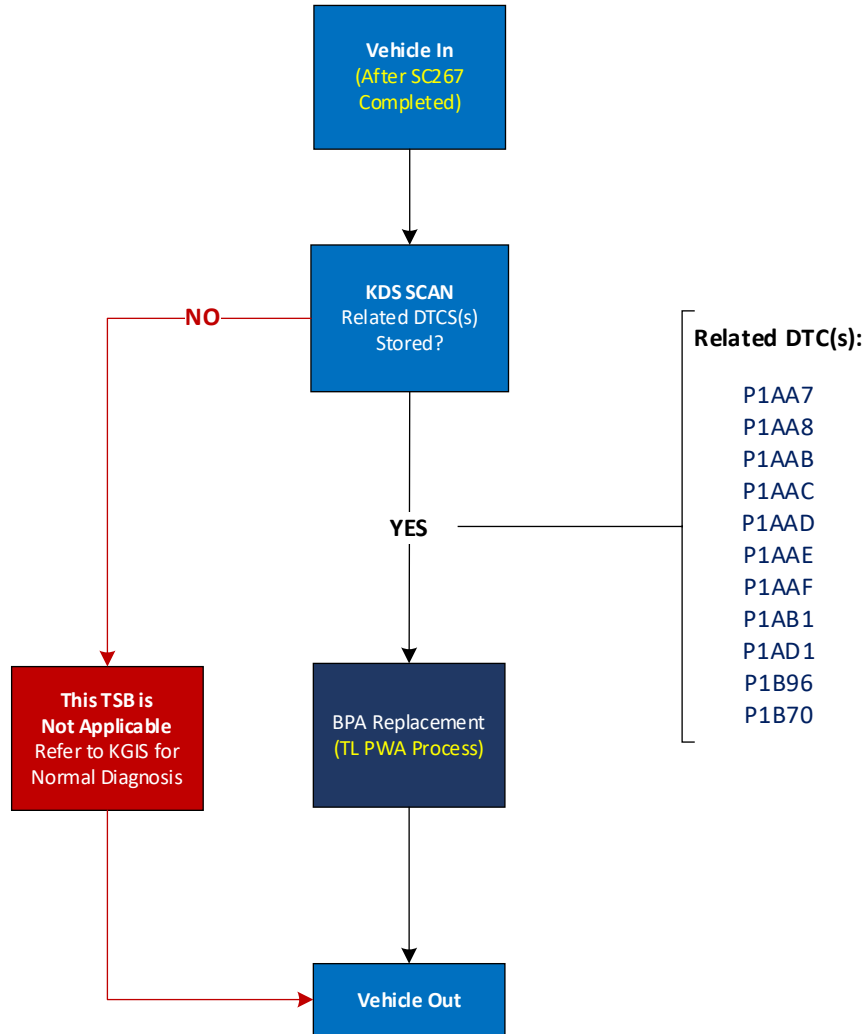 Vehicle In
(After SC267
Completed)
KDS SCAN
Related DTCS(s)
Stored?
NO
Related DTC(s):
P1AA7
P1AA8
P1AAB
P1AAC
P1AAD
P1AAE
P1AAF
P1AB1
P1AD1
P1B96
P1B70
YES
This TSB is
Not Applicable
Refer to KGIS for
Normal Diagnosis
BPA Replacement
(TL PWA Process)
Vehicle Out